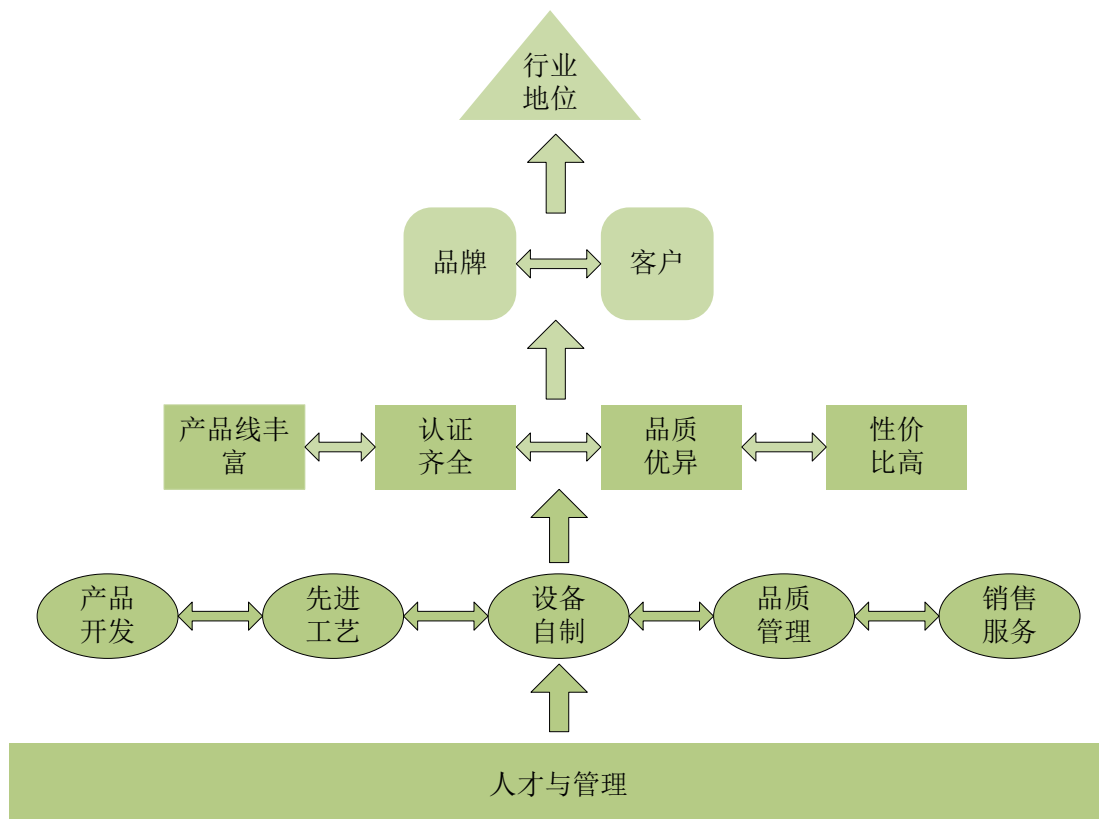 行业
地位
品牌
客户
产品线丰
富
认证
齐全
品质
优异
性价
比高
产品
开发
先进
工艺
设备
自制
品质
管理
销售
服务
人才与管理